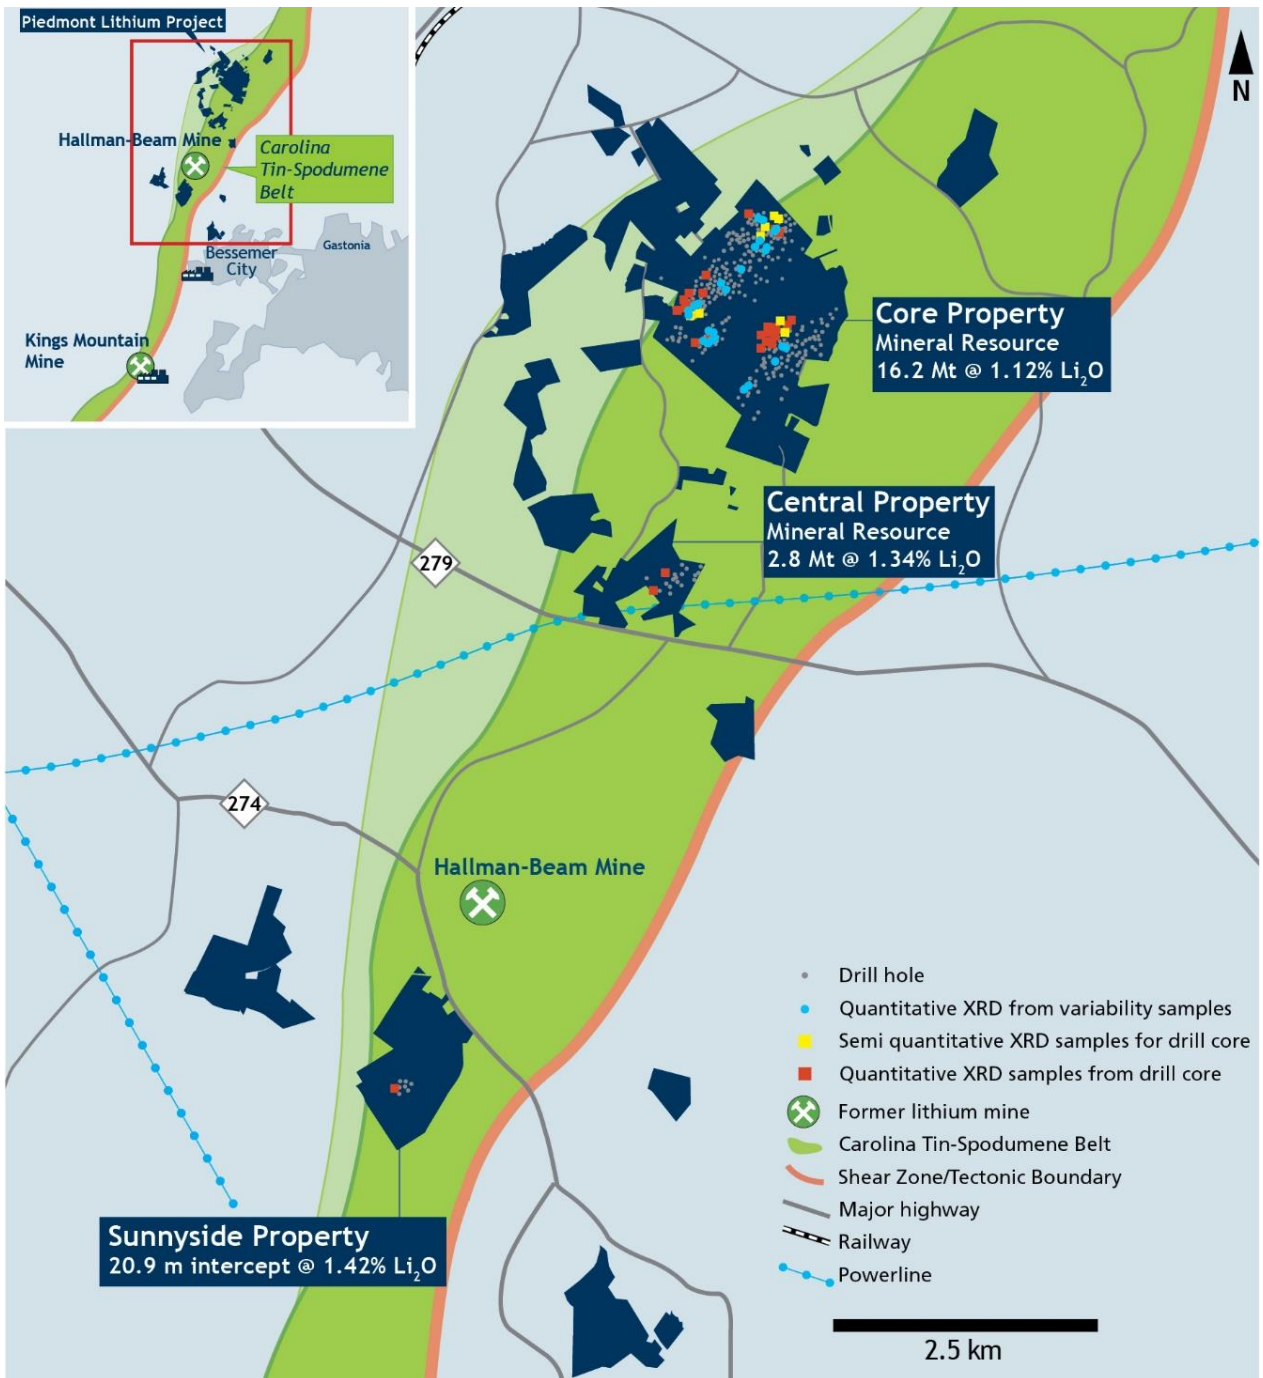 Piedmont Lithium Project
Hallman-Beam Mine
Carolina
Tin-Spodumene
Belt
Bessemer
City
Gastonia
Kings Mountain
Mine
N
Core Property
Mineral Resource
16.2 Mt @ 1.12% Li₂O
Central Property
Mineral Resource
2.8 Mt @ 1.34% Li₂O
279
274
Hallman-Beam Mine
Sunnyside Property
20.9 m intercept @ 1.42% Li₂O
Drill hole
Quantitative XRD from variability samples
Semi quantitative XRD samples for drill core
Quantitative XRD samples from drill core
Former lithium mine
Carolina Tin-Spodumene Belt
Shear Zone/Tectonic Boundary
Major highway
Railway
Powerline
2.5 km